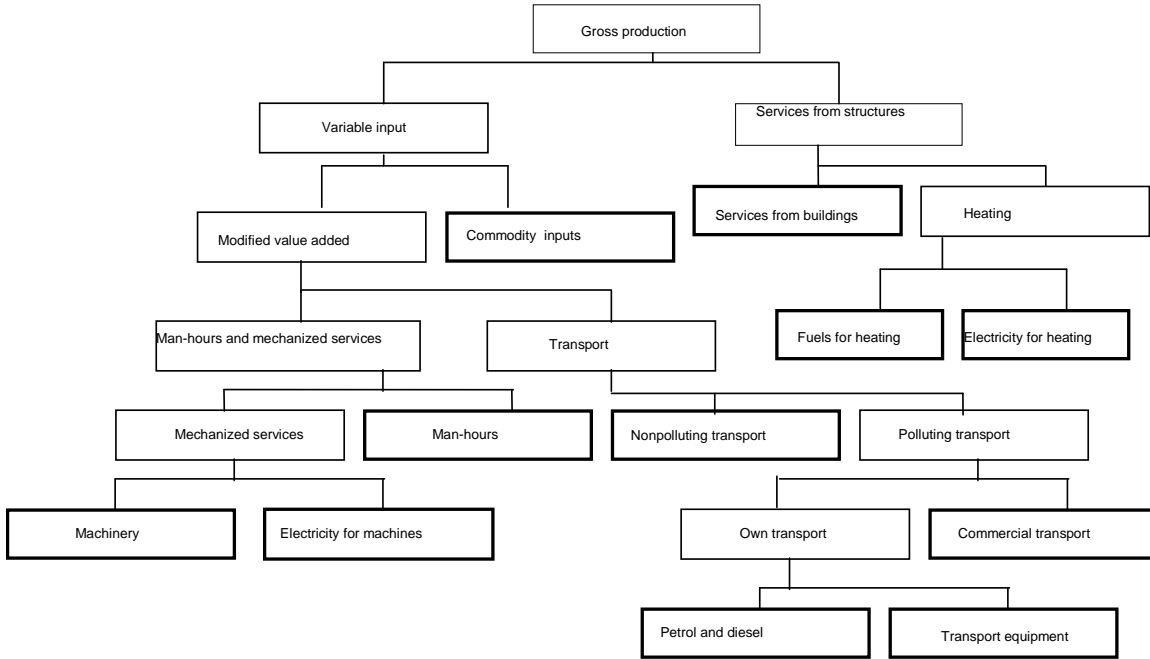 Gross production
Variable input
Services from structures
Modified value added
Commodity inputs
Services from buildings
Heating
Man-hours and mechanized services
Transport
Fuels for heating
Electricity for heating
Mechanized services
Man-hours
Nonpolluting transport
Polluting transport
Machinery
Electricity for machines
Own transport
Commercial transport
Petrol and diesel
Transport equipment